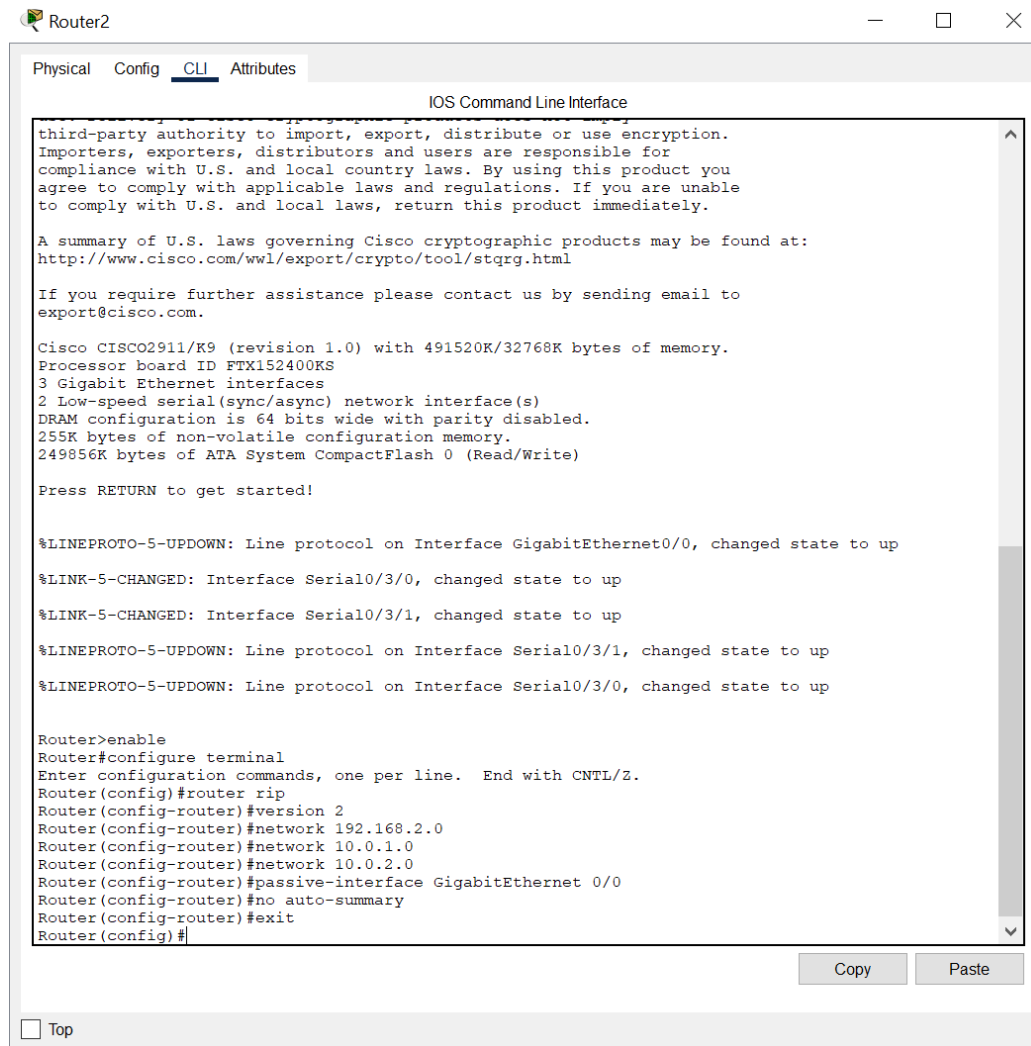 Router2
Physical Config CLI Attributes
IOS Command Line Interface
third-party authority to import, export, distribute or use encryption.
Importers, exporters, distributors and users are responsible for
compliance with U.S. and local country laws. By using this product you
agree to comply with applicable laws and regulations. If you are unable
to comply with U.S. and local laws, return this product immediately.
A summary of U.S. laws governing Cisco cryptographic products may be found at:
http://www.cisco.com/wwl/export/crypto/tool/stqrg.html
If you require further assistance please contact us by sending email to
export@cisco.com.
Cisco CISCO2911/K9 (revision 1.0) with 491520K/32768K bytes of memory.
Processor board ID FTX152400KS
3 Gigabit Ethernet interfaces
2 Low-speed serial(sync/async) network interface(s)
DRAM configuration is 64 bits wide with parity disabled.
255K bytes of non-volatile configuration memory.
249856K bytes of ATA System CompactFlash 0 (Read/Write)
Press RETURN to get started!
%LINEPROTO-5-UPDOWN: Line protocol on Interface GigabitEthernet0/0, changed state to up
%LINK-5-CHANGED: Interface Serial0/3/0, changed state to up
%LINK-5-CHANGED: Interface Serial0/3/1, changed state to up
%LINEPROTO-5-UPDOWN: Line protocol on Interface Serial0/3/1, changed state to up
%LINEPROTO-5-UPDOWN: Line protocol on Interface Serial0/3/0, changed state to up
Router>enable
Router#configure terminal
Enter configuration commands, one per line.  End with CNTL/Z.
Router(config)#router rip
Router(config-router)#version 2
Router(config-router)#network 192.168.2.0
Router(config-router)#network 10.0.1.0
Router(config-router)#network 10.0.2.0
Router(config-router)#passive-interface GigabitEthernet 0/0
Router(config-router)#no auto-summary
Router(config-router)#exit
Router(config)#
Copy Paste
Top